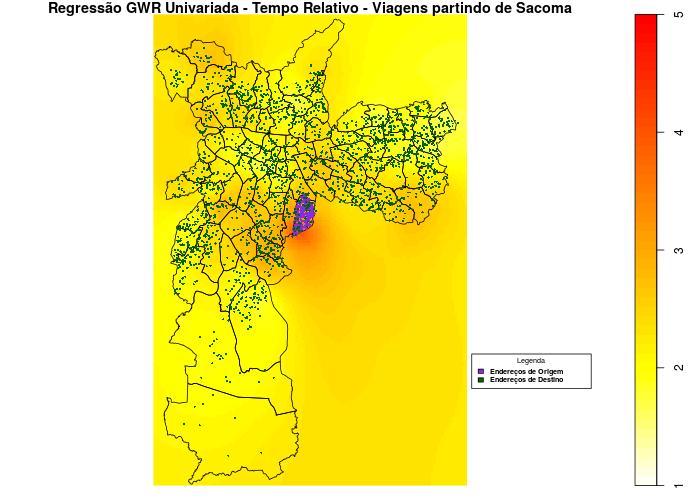 Regressão GWR Univariada - Tempo Relativo - Viagens partindo de Sacoma
5
4
3
2
1
Legenda
Endereços de Origem
Endereços de Destino